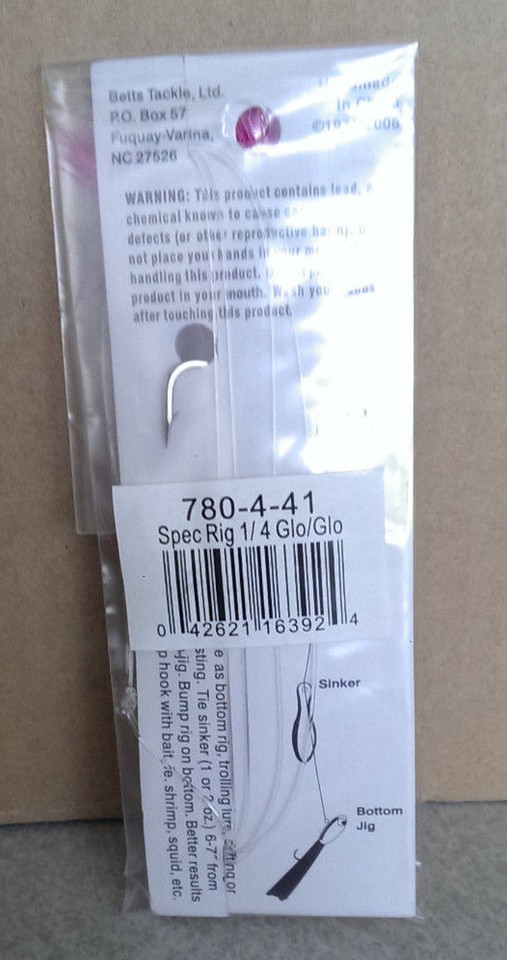 Betts Tackle, Ltd.
P.O. Box 57
Fuquay-Varina,
NC 27526
in
WARNING: This product contains lead, a
chemical known to cause
defects (or other reproductive
not place your hands in your
handling this product.
product in your mouth. Wash your hands
after touching this product.
780-4-41
Spec Rig 1/4 Glo/Glo
0 42621 16392 4
Sinker
Bottom
Jig
e as bottom rig, trolling lure, or
sting. Tie sinker (1 or 2 oz.) 6-7" from
jig. Bump rig on bottom. Better results
p hook with bait, ie. shrimp, squid, etc.